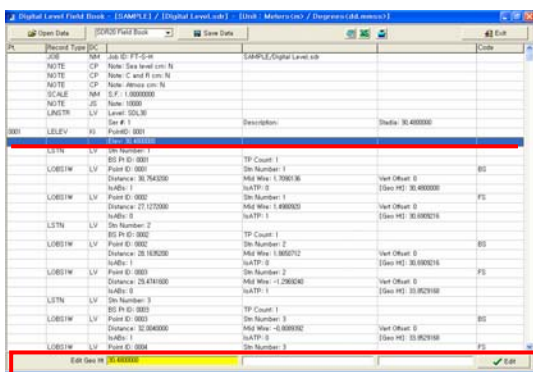 Digital Level Field Book - [SAMPLE] / [Digital Level.sdr] - [Unit : Meters(m) / Degrees(dd.mmss)]
Open Data SDR20 Field Book Save Data Exit
Pt. Record Type DC Code
JOB NM Job ID: FT-S-H SAMPLE/Digital Level.sdr
NOTE CP Note: Sea level crn: N
NOTE CP Note: C and R crn: N
NOTE CP Note: Atmos crn: N
SCALE NM S.F.: 1.00000000
NOTE JS Note: 10000
LINSTR LV Level: SDL30
Ser #: 1 Description: Stadia: 30.4800000
0001 LELEV KI PointID: 0001
Elev: 30.4800000
LSTN LV Stn Number: 1
BS Pt ID: 0001 TP Count: 1
LOBS1W LV Point ID: 0001 Stn Number: 1 BS
Distance: 30.7543200 Mid Wire: 1.7090136 Vert Offset: 0
IsABs: 1 IsATP: 0 [Geo Ht]: 30.4800000
LOBS1W LV Point ID: 0002 Stn Number: 1 FS
Distance: 27.1272000 Mid Wire: 1.4980920 Vert Offset: 0
IsABs: 0 IsATP: 1 [Geo Ht]: 30.6909216
LSTN LV Stn Number: 2
BS Pt ID: 0002 TP Count: 1
LOBS1W LV Point ID: 0002 Stn Number: 2 BS
Distance: 28.1635200 Mid Wire: 1.8650712 Vert Offset: 0
IsABs: 1 IsATP: 0 [Geo Ht]: 30.6909216
LOBS1W LV Point ID: 0003 Stn Number: 2 FS
Distance: 29.4741600 Mid Wire: -1.2969240 Vert Offset: 0
IsABs: 0 IsATP: 1 [Geo Ht]: 33.8529168
LSTN LV Stn Number: 3
BS Pt ID: 0003 TP Count: 1
LOBS1W LV Point ID: 0003 Stn Number: 3 BS
Distance: 32.0040000 Mid Wire: -0.8089392 Vert Offset: 0
IsABs: 1 IsATP: 0 [Geo Ht]: 33.8529168
LOBS1W LV Point ID: 0004 Stn Number: 3 FS
Edit Geo Ht 30.4800000 Edit